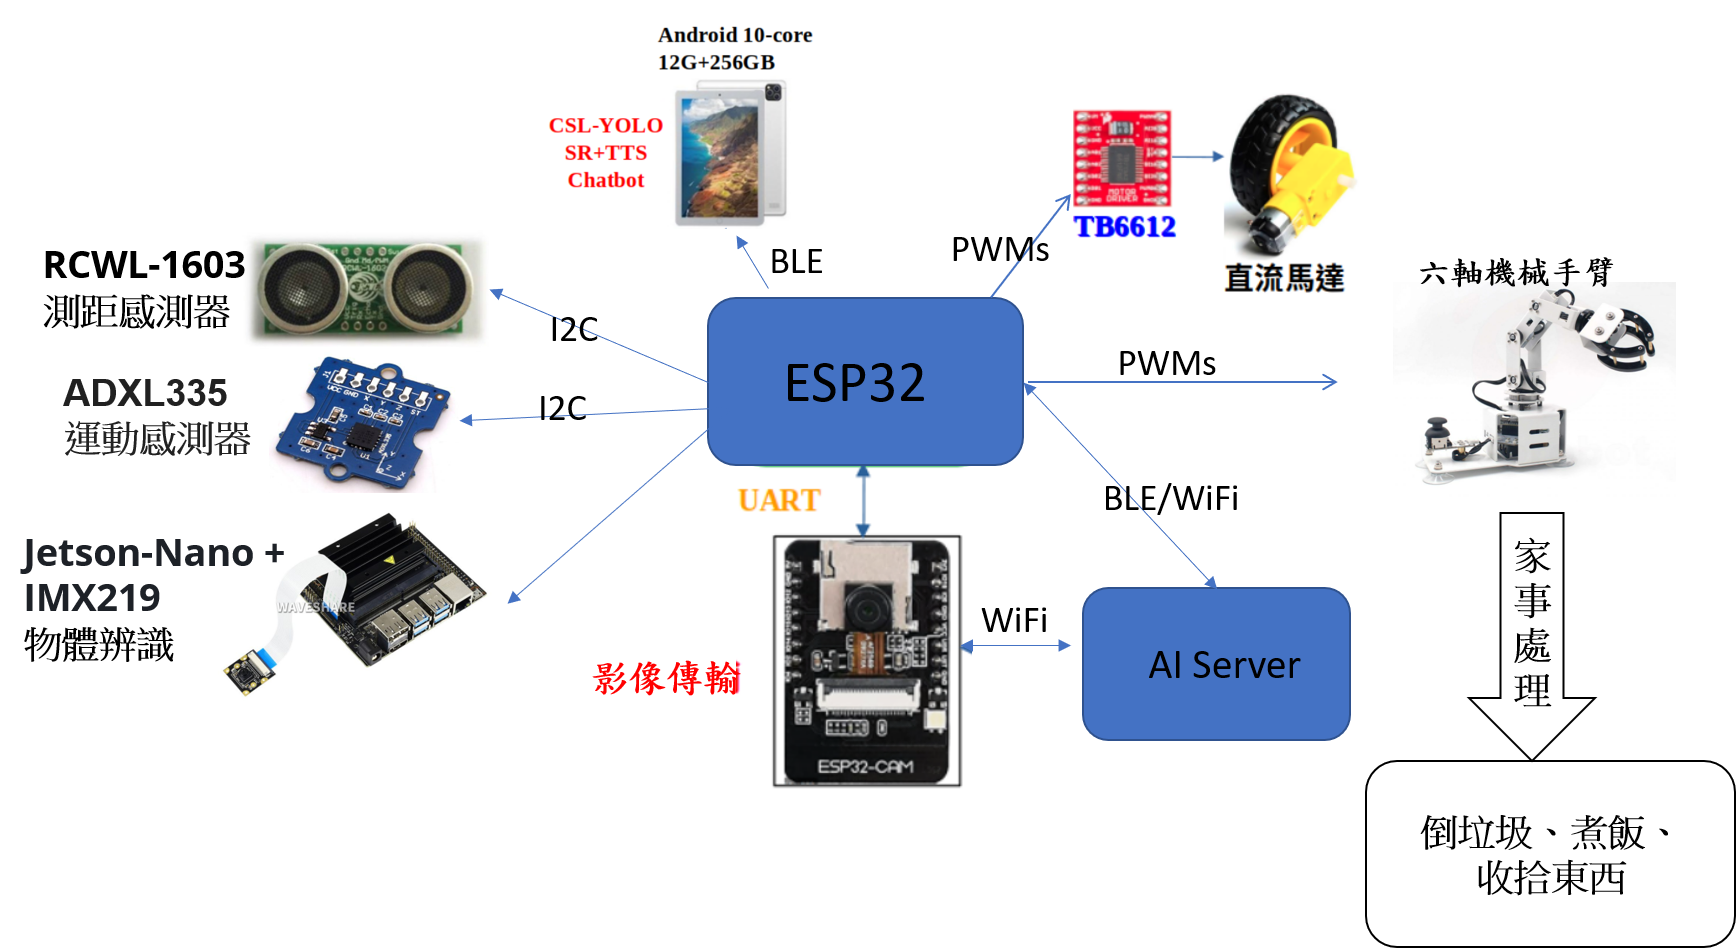 Android 10-core
12G+256GB
CSL-YOLO
SR+TTS
Chatbot
BLE
PWMs
TB6612
直流馬達
RCWL-1603
測距感測器
I2C
ADXL335
運動感測器
I2C
ESP32
PWMs
六軸機械手臂
UART
BLE/WiFi
Jetson-Nano +
IMX219
物體辨識
WAVESHARE
影像傳輸
ESP32-CAM
WiFi
AI Server
家事處理
倒垃圾、煮飯、
收拾東西